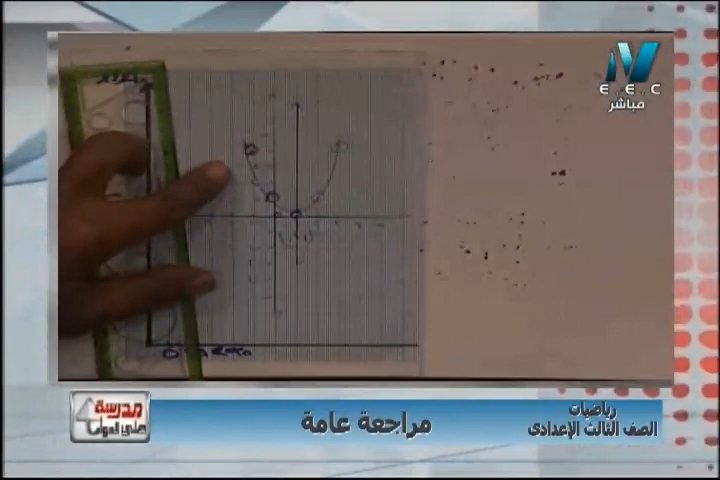 EEC
مباشر
مدرسة
على الهواء
مراجعة عامة
رياضيات
الصف الثالث الإعدادى